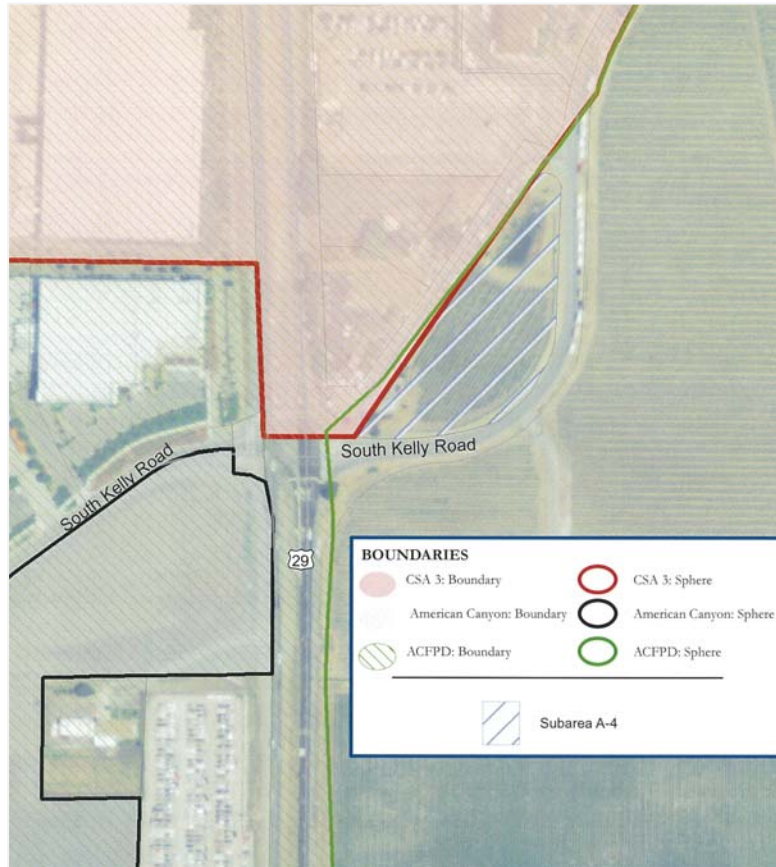 South Kelly Road
South Kelly Road
29
BOUNDARIES
CSA 3: Boundary
CSA 3: Sphere
American Canyon: Boundary
American Canyon: Sphere
ACFPD: Boundary
ACFPD: Sphere
Subarea A-4